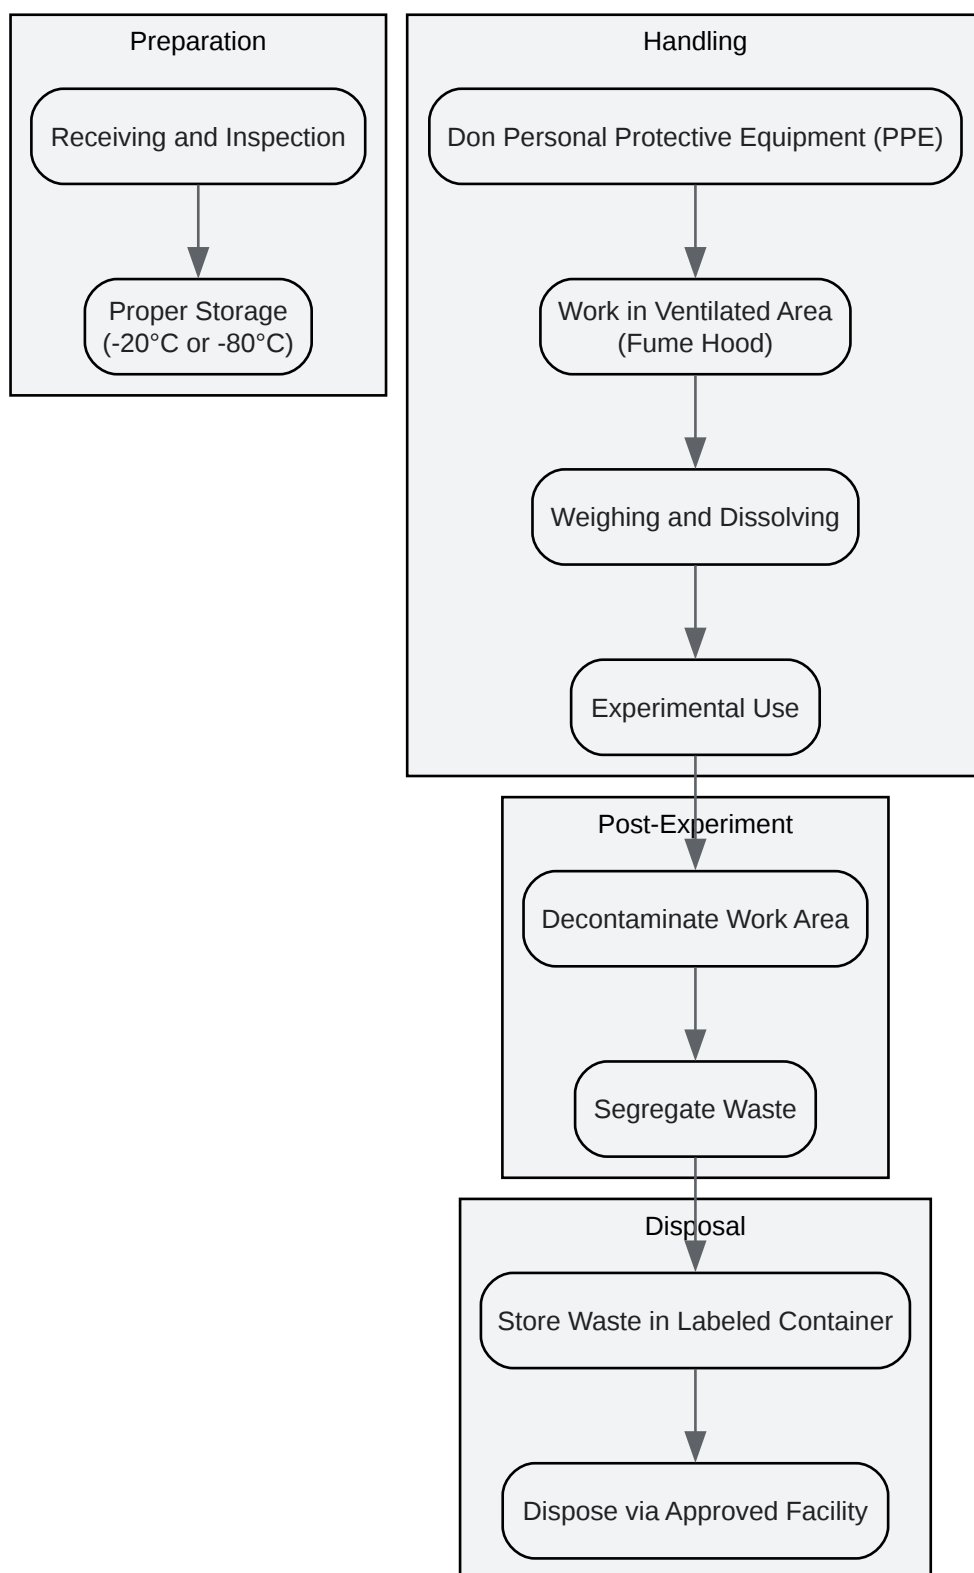 Preparation
Receiving and Inspection
Proper Storage
(-20°C or -80°C)
Handling
Don Personal Protective Equipment (PPE)
Work in Ventilated Area
(Fume Hood)
Weighing and Dissolving
Experimental Use
Post-Experiment
Decontaminate Work Area
Segregate Waste
Disposal
Store Waste in Labeled Container
Dispose via Approved Facility